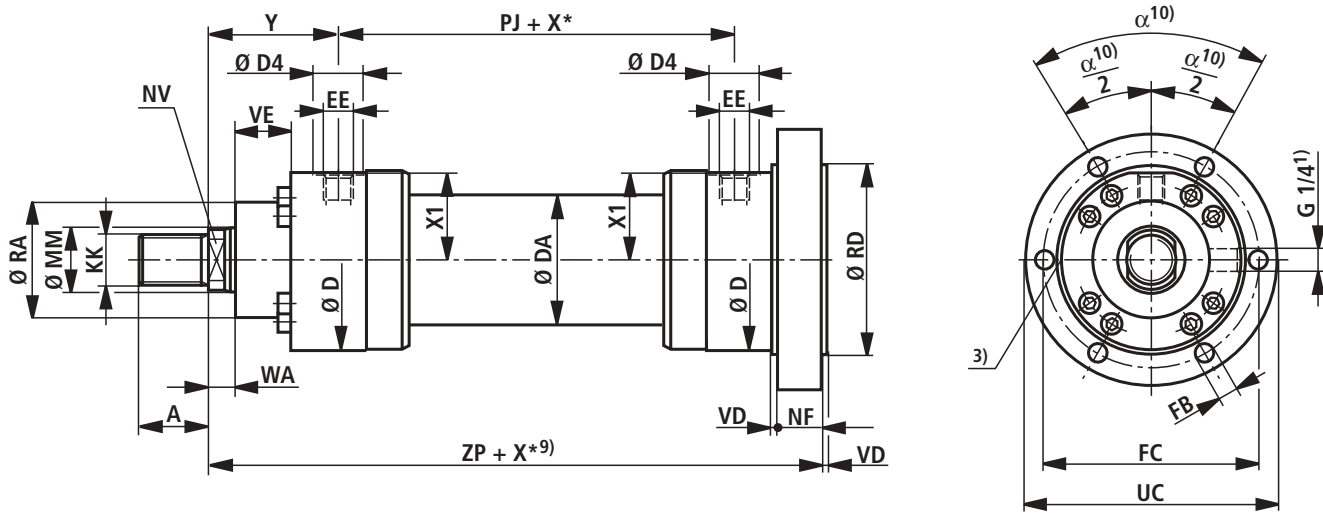 Y
PJ + X*
α10)
Ø D4
Ø D4
α10)
2
α10)
2
NV
EE
EE
VE
G 1/41)
Ø RA
Ø MM
KK
X1
X1
Ø DA
Ø RD
Ø D
Ø D
3)
WA
A
VD
NF
FB
ZP + X*9)
VD
FC
UC